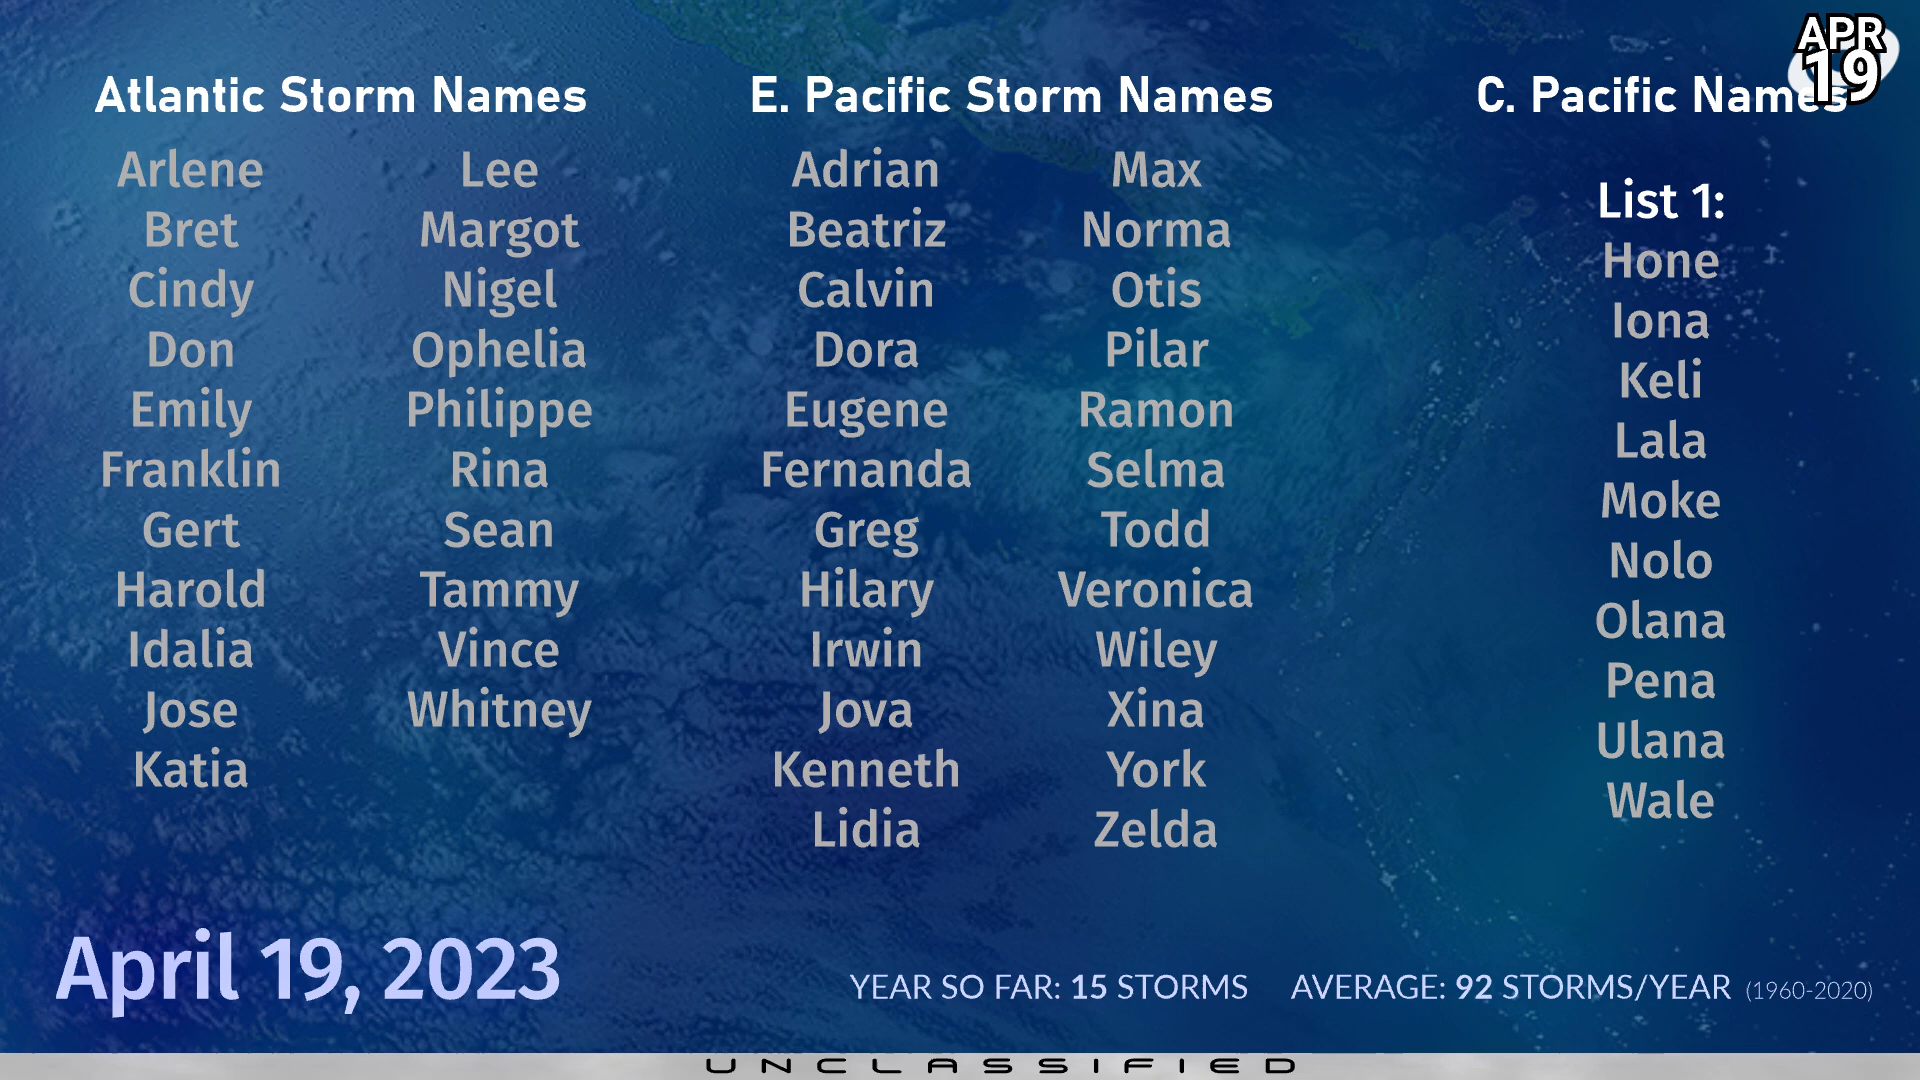 APR
19
Atlantic Storm Names
Arlene
Bret
Cindy
Don
Emily
Franklin
Gert
Harold
Idalia
Jose
Katia
Lee
Margot
Nigel
Ophelia
Philippe
Rina
Sean
Tammy
Vince
Whitney
E. Pacific Storm Names
Adrian
Beatriz
Calvin
Dora
Eugene
Fernanda
Greg
Hilary
Irwin
Jova
Kenneth
Lidia
Max
Norma
Otis
Pilar
Ramon
Selma
Todd
Veronica
Wiley
Xina
York
Zelda
C. Pacific Names
List 1:
Hone
Iona
Keli
Lala
Moke
Nolo
Olana
Pena
Ulana
Wale
April 19, 2023
YEAR SO FAR: 15 STORMS AVERAGE: 92 STORMS/YEAR (1960-2020)
UNCLASSIFIED